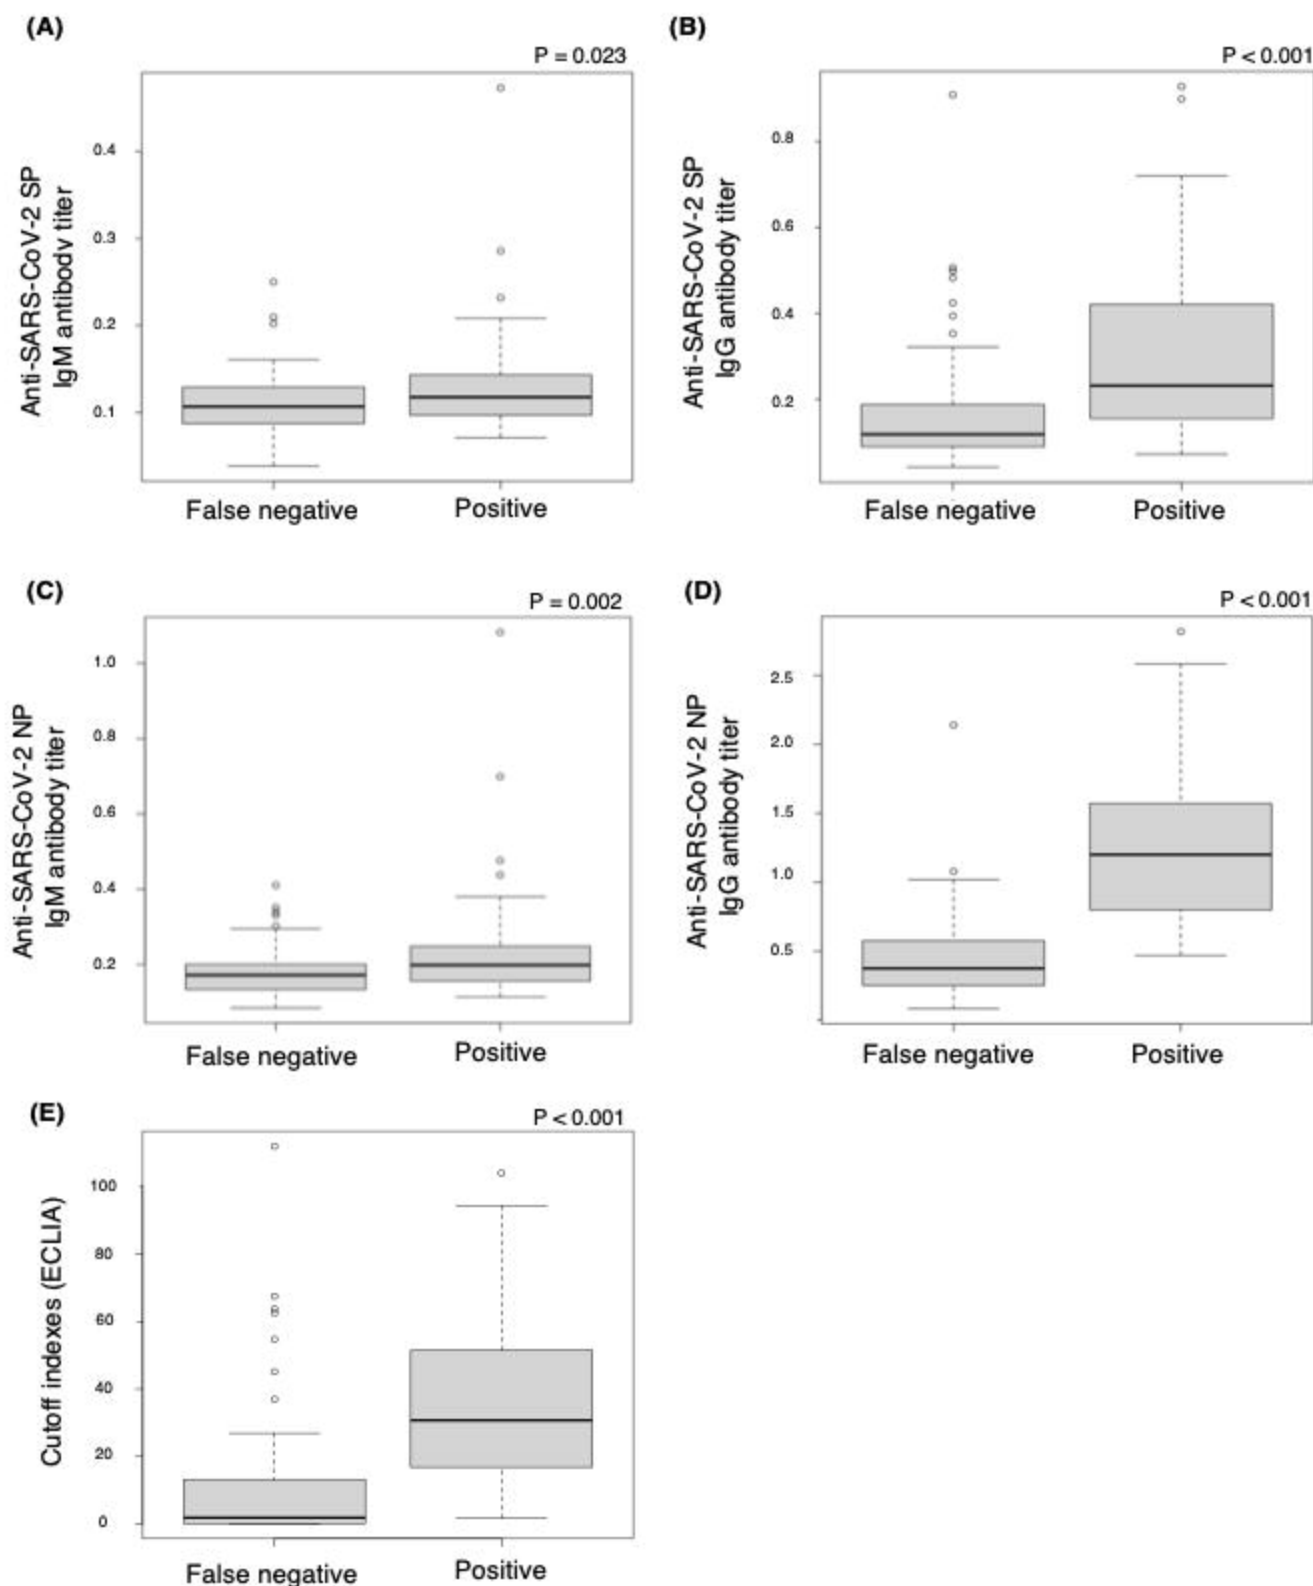 (A)
P = 0.023
Anti-SARS-CoV-2 SP
IgM antibody titer
0.4
0.3
0.2
0.1
False negative
Positive
(B)
P < 0.001
Anti-SARS-CoV-2 SP
IgG antibody titer
0.8
0.6
0.4
0.2
False negative
Positive
(C)
P = 0.002
Anti-SARS-CoV-2 NP
IgM antibody titer
1.0
0.8
0.6
0.4
0.2
False negative
Positive
(D)
P < 0.001
Anti-SARS-CoV-2 NP
IgG antibody titer
2.5
2.0
1.5
1.0
0.5
False negative
Positive
(E)
P < 0.001
Cutoff indexes (ECLIA)
100
80
60
40
20
0
False negative
Positive